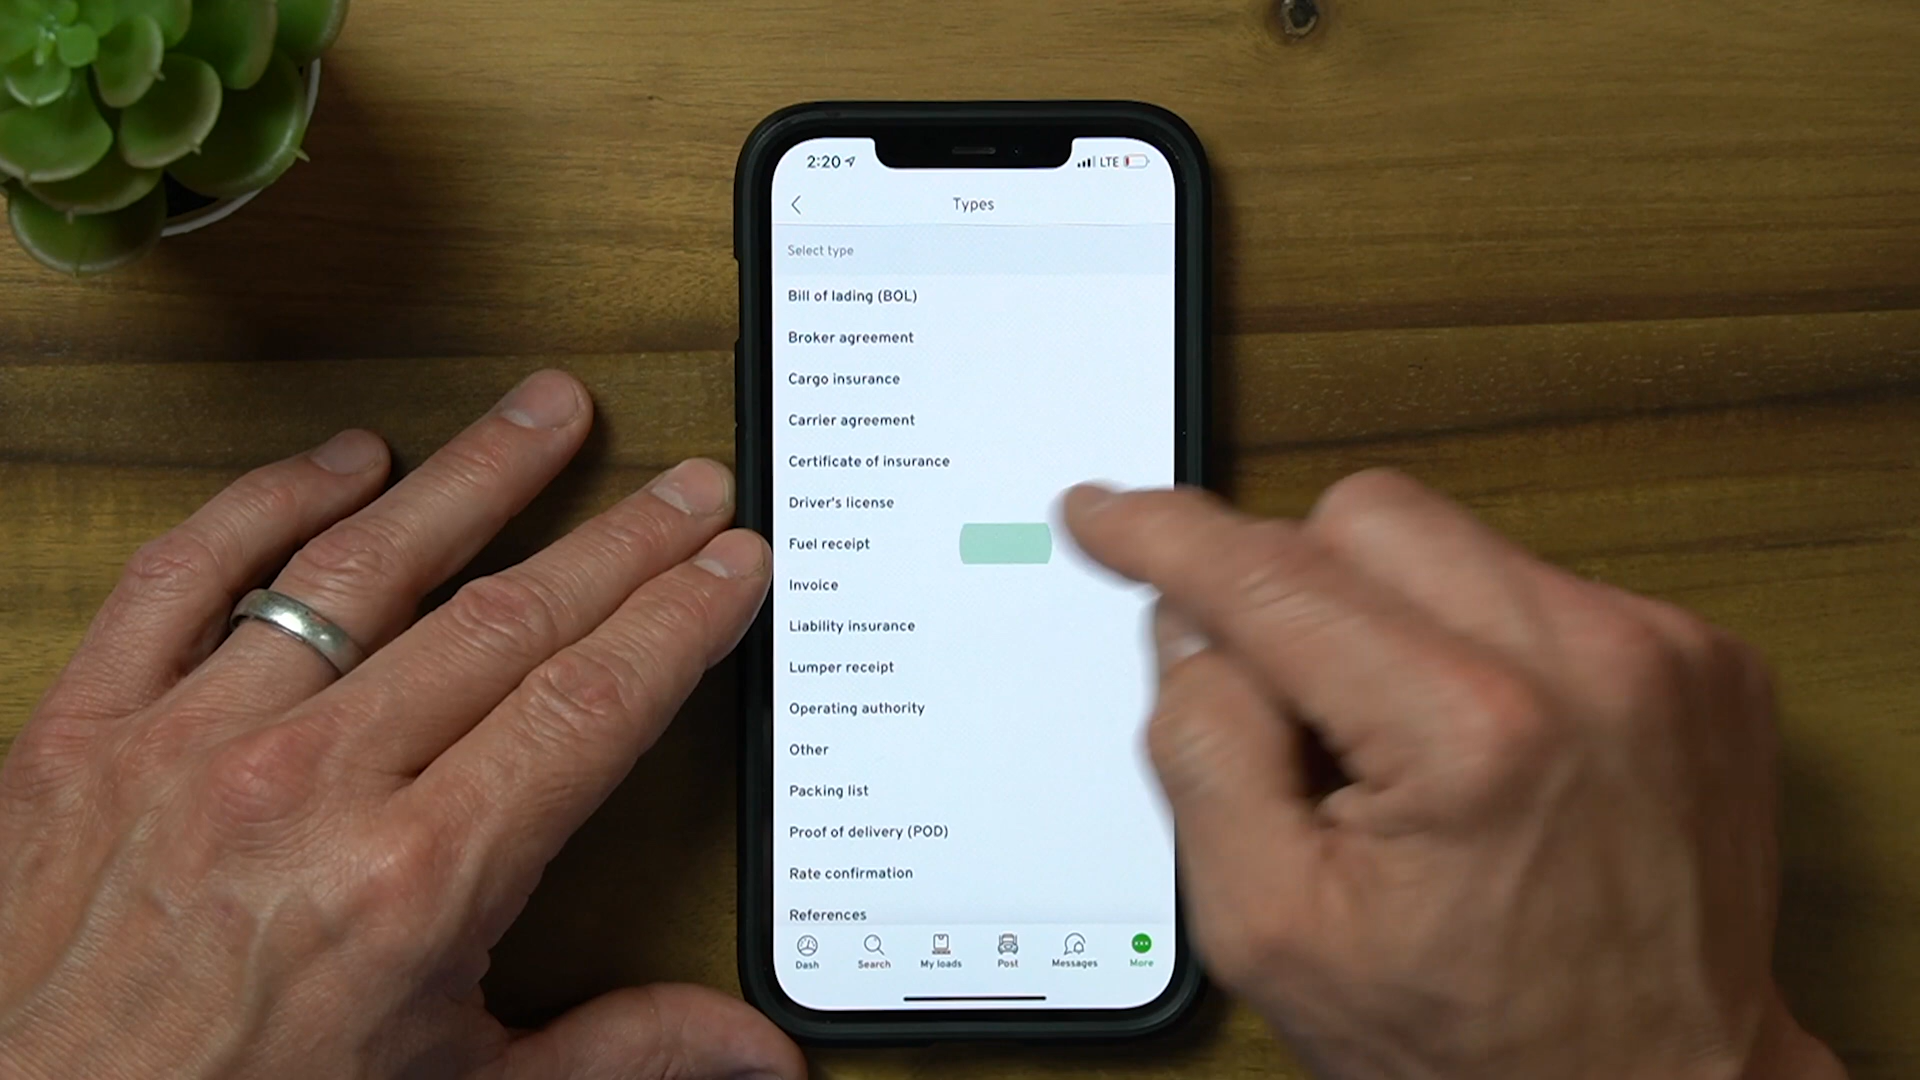 2:20 LTE
Types
Select type
Bill of lading (BOL)
Broker agreement
Cargo insurance
Carrier agreement
Certificate of insurance
Driver's license
Fuel receipt
Invoice
Liability insurance
Lumper receipt
Operating authority
Other
Packing list
Proof of delivery (POD)
Rate confirmation
References
Dash Search My loads Post Messages More